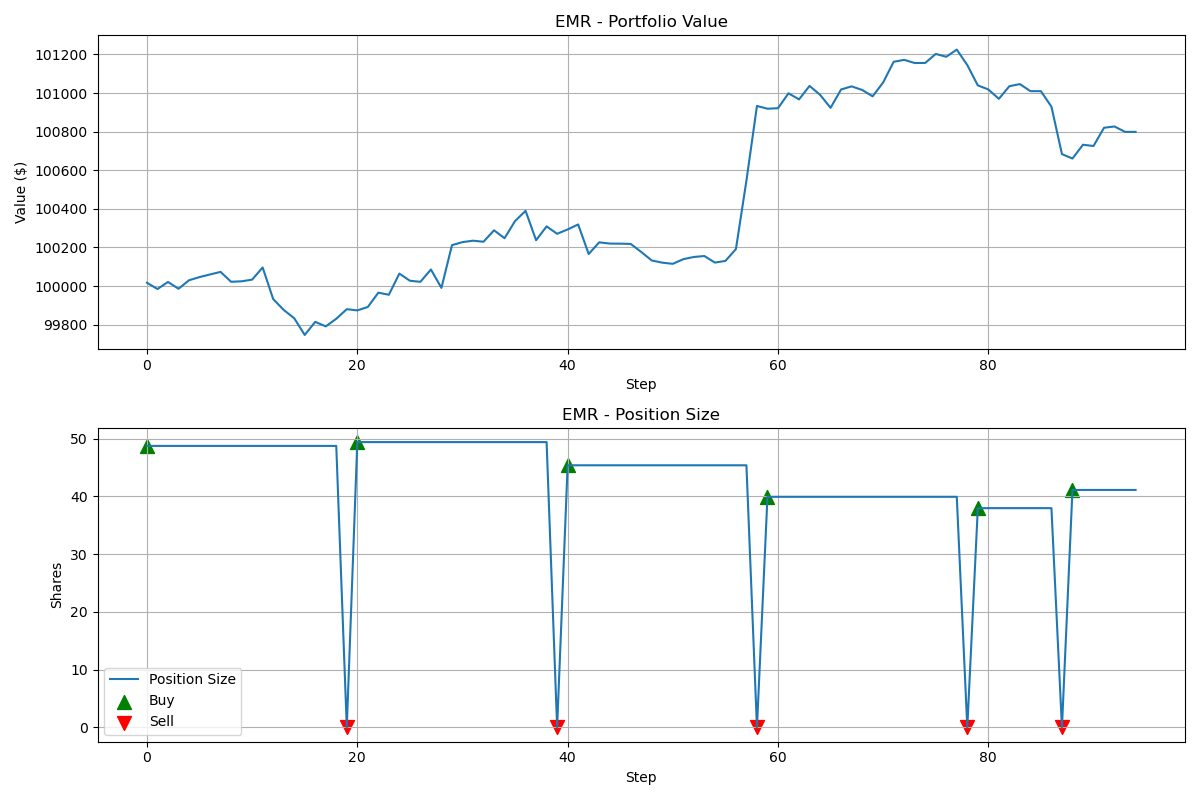 EMR - Portfolio Value
Value ($)
101200
101000
100800
100600
100400
100200
100000
99800
0 20 40 60 80
Step
EMR - Position Size
Shares
50
40
30
20
10
0
Position Size
Buy
Sell
0 20 40 60 80
Step